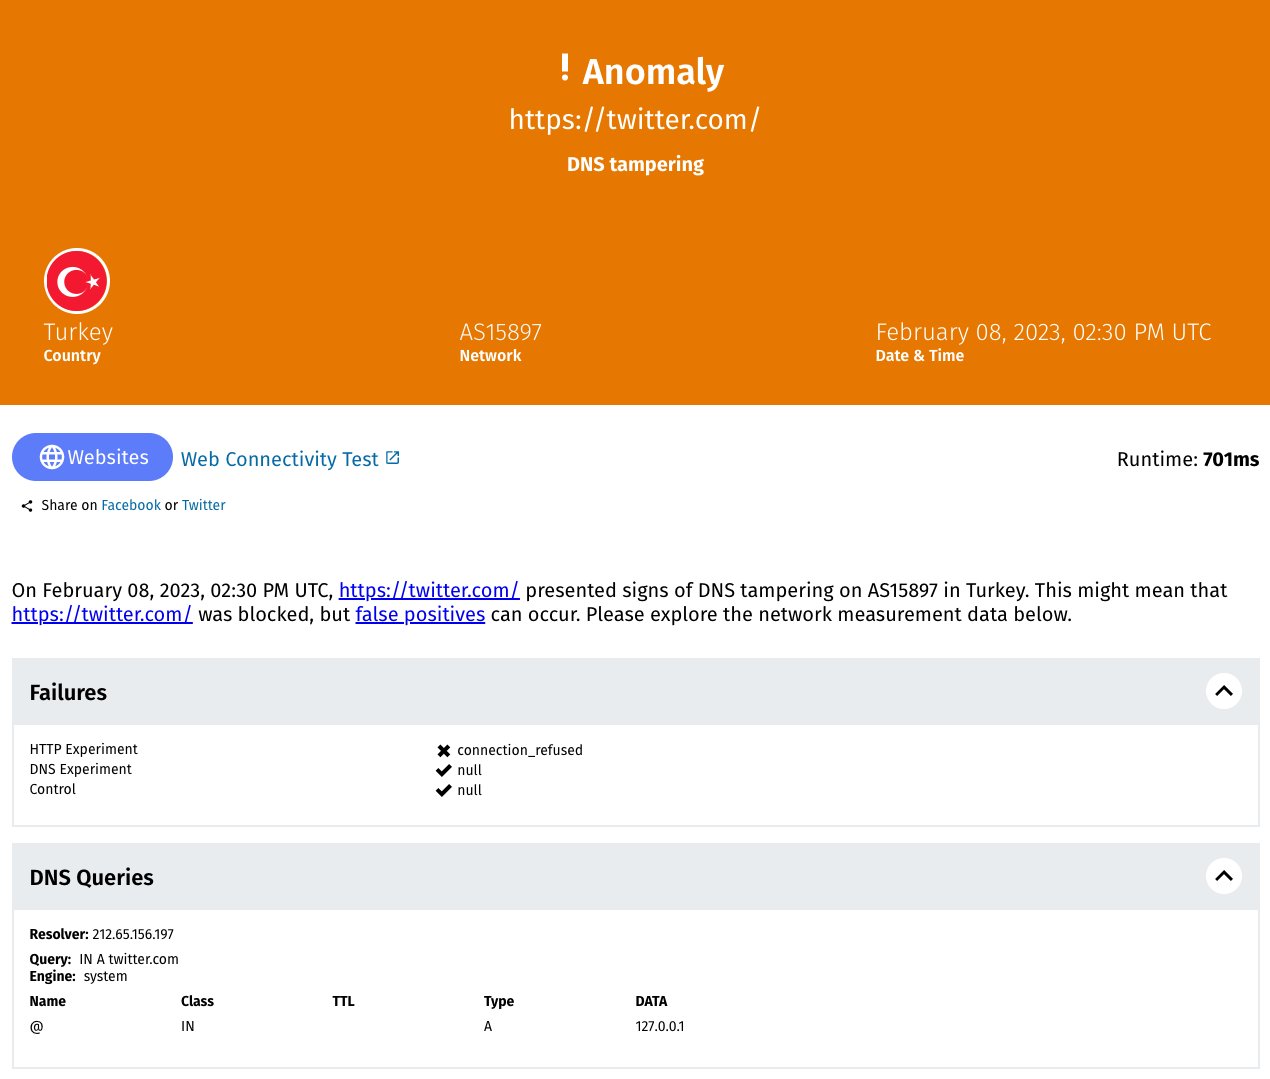 ! Anomaly
https://twitter.com/
DNS tampering
Turkey
Country
AS15897
Network
February 08, 2023, 02:30 PM UTC
Date & Time
Websites
Web Connectivity Test
Runtime: 701ms
Share on Facebook or Twitter
On February 08, 2023, 02:30 PM UTC, https://twitter.com/ presented signs of DNS tampering on AS15897 in Turkey. This might mean that
https://twitter.com/ was blocked, but false positives can occur. Please explore the network measurement data below.
Failures
HTTP Experiment ✖ connection_refused
DNS Experiment ✔ null
Control ✔ null
DNS Queries
Resolver: 212.65.156.197
Query: IN A twitter.com
Engine: system
Name Class TTL Type DATA
@ IN A 127.0.0.1